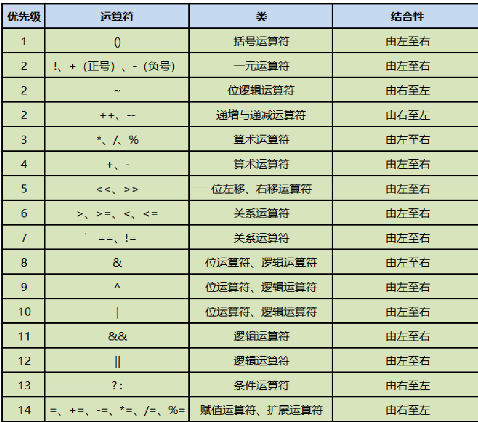 优先级 运算符 类 结合性
1 () 括号运算符 由左至右
2 !、+（正号）、-（负号） 一元运算符 由左至右
2 ~ 位逻辑运算符 由右至左
2 ++、-- 递增与递减运算符 由右至左
3 *、/、% 算术运算符 由左至右
4 +、- 算术运算符 由左至右
5 <<、>> 位左移、右移运算符 由左至右
6 >、>=、<、<= 关系运算符 由左至右
7 ==、!= 关系运算符 由左至右
8 & 位运算符、逻辑运算符 由左至右
9 ^ 位运算符、逻辑运算符 由左至右
10 | 位运算符、逻辑运算符 由左至右
11 && 逻辑运算符 由左至右
12 || 逻辑运算符 由左至右
13 ?: 条件运算符 由右至左
14 =、+=、-=、*=、/=、%= 赋值运算符、扩展运算符 由右至左